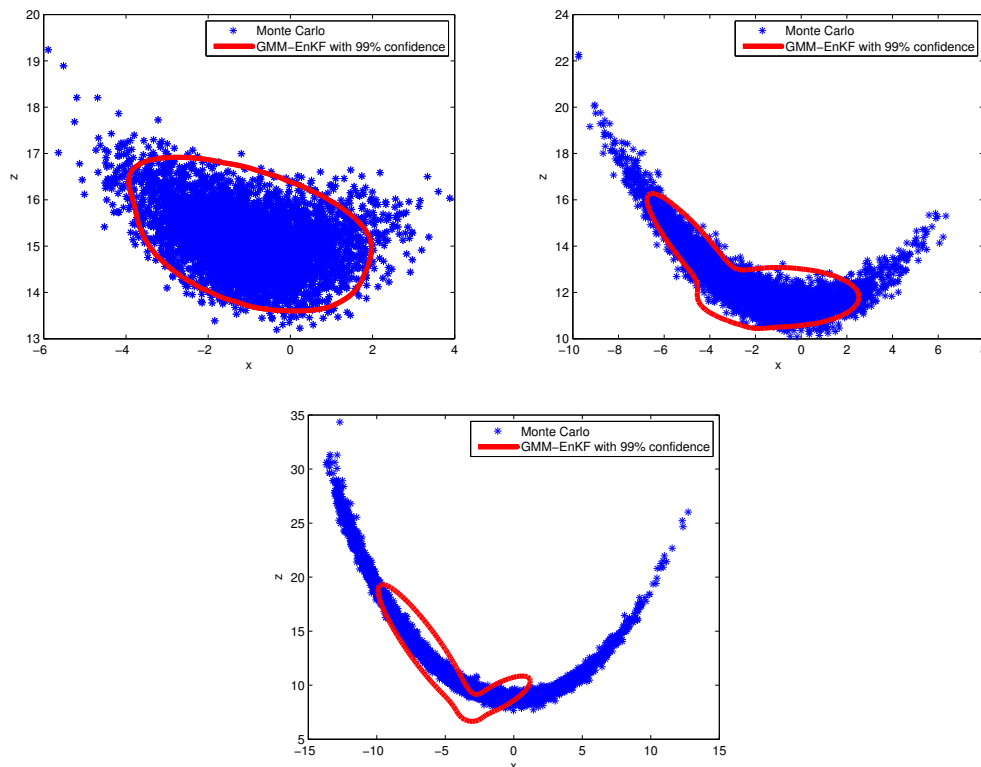 20
19
18
17
16
15
14
13
z
−6 −4 −2 0 2 4
x
Monte Carlo
GMM−EnKF with 99% confidence
24
22
20
18
16
14
12
10
z
−10 −8 −6 −4 −2 0 2 4 6 8
x
Monte Carlo
GMM−EnKF with 99% confidence
35
30
25
20
15
10
5
z
−15 −10 −5 0 5 10 15
x
Monte Carlo
GMM−EnKF with 99% confidence